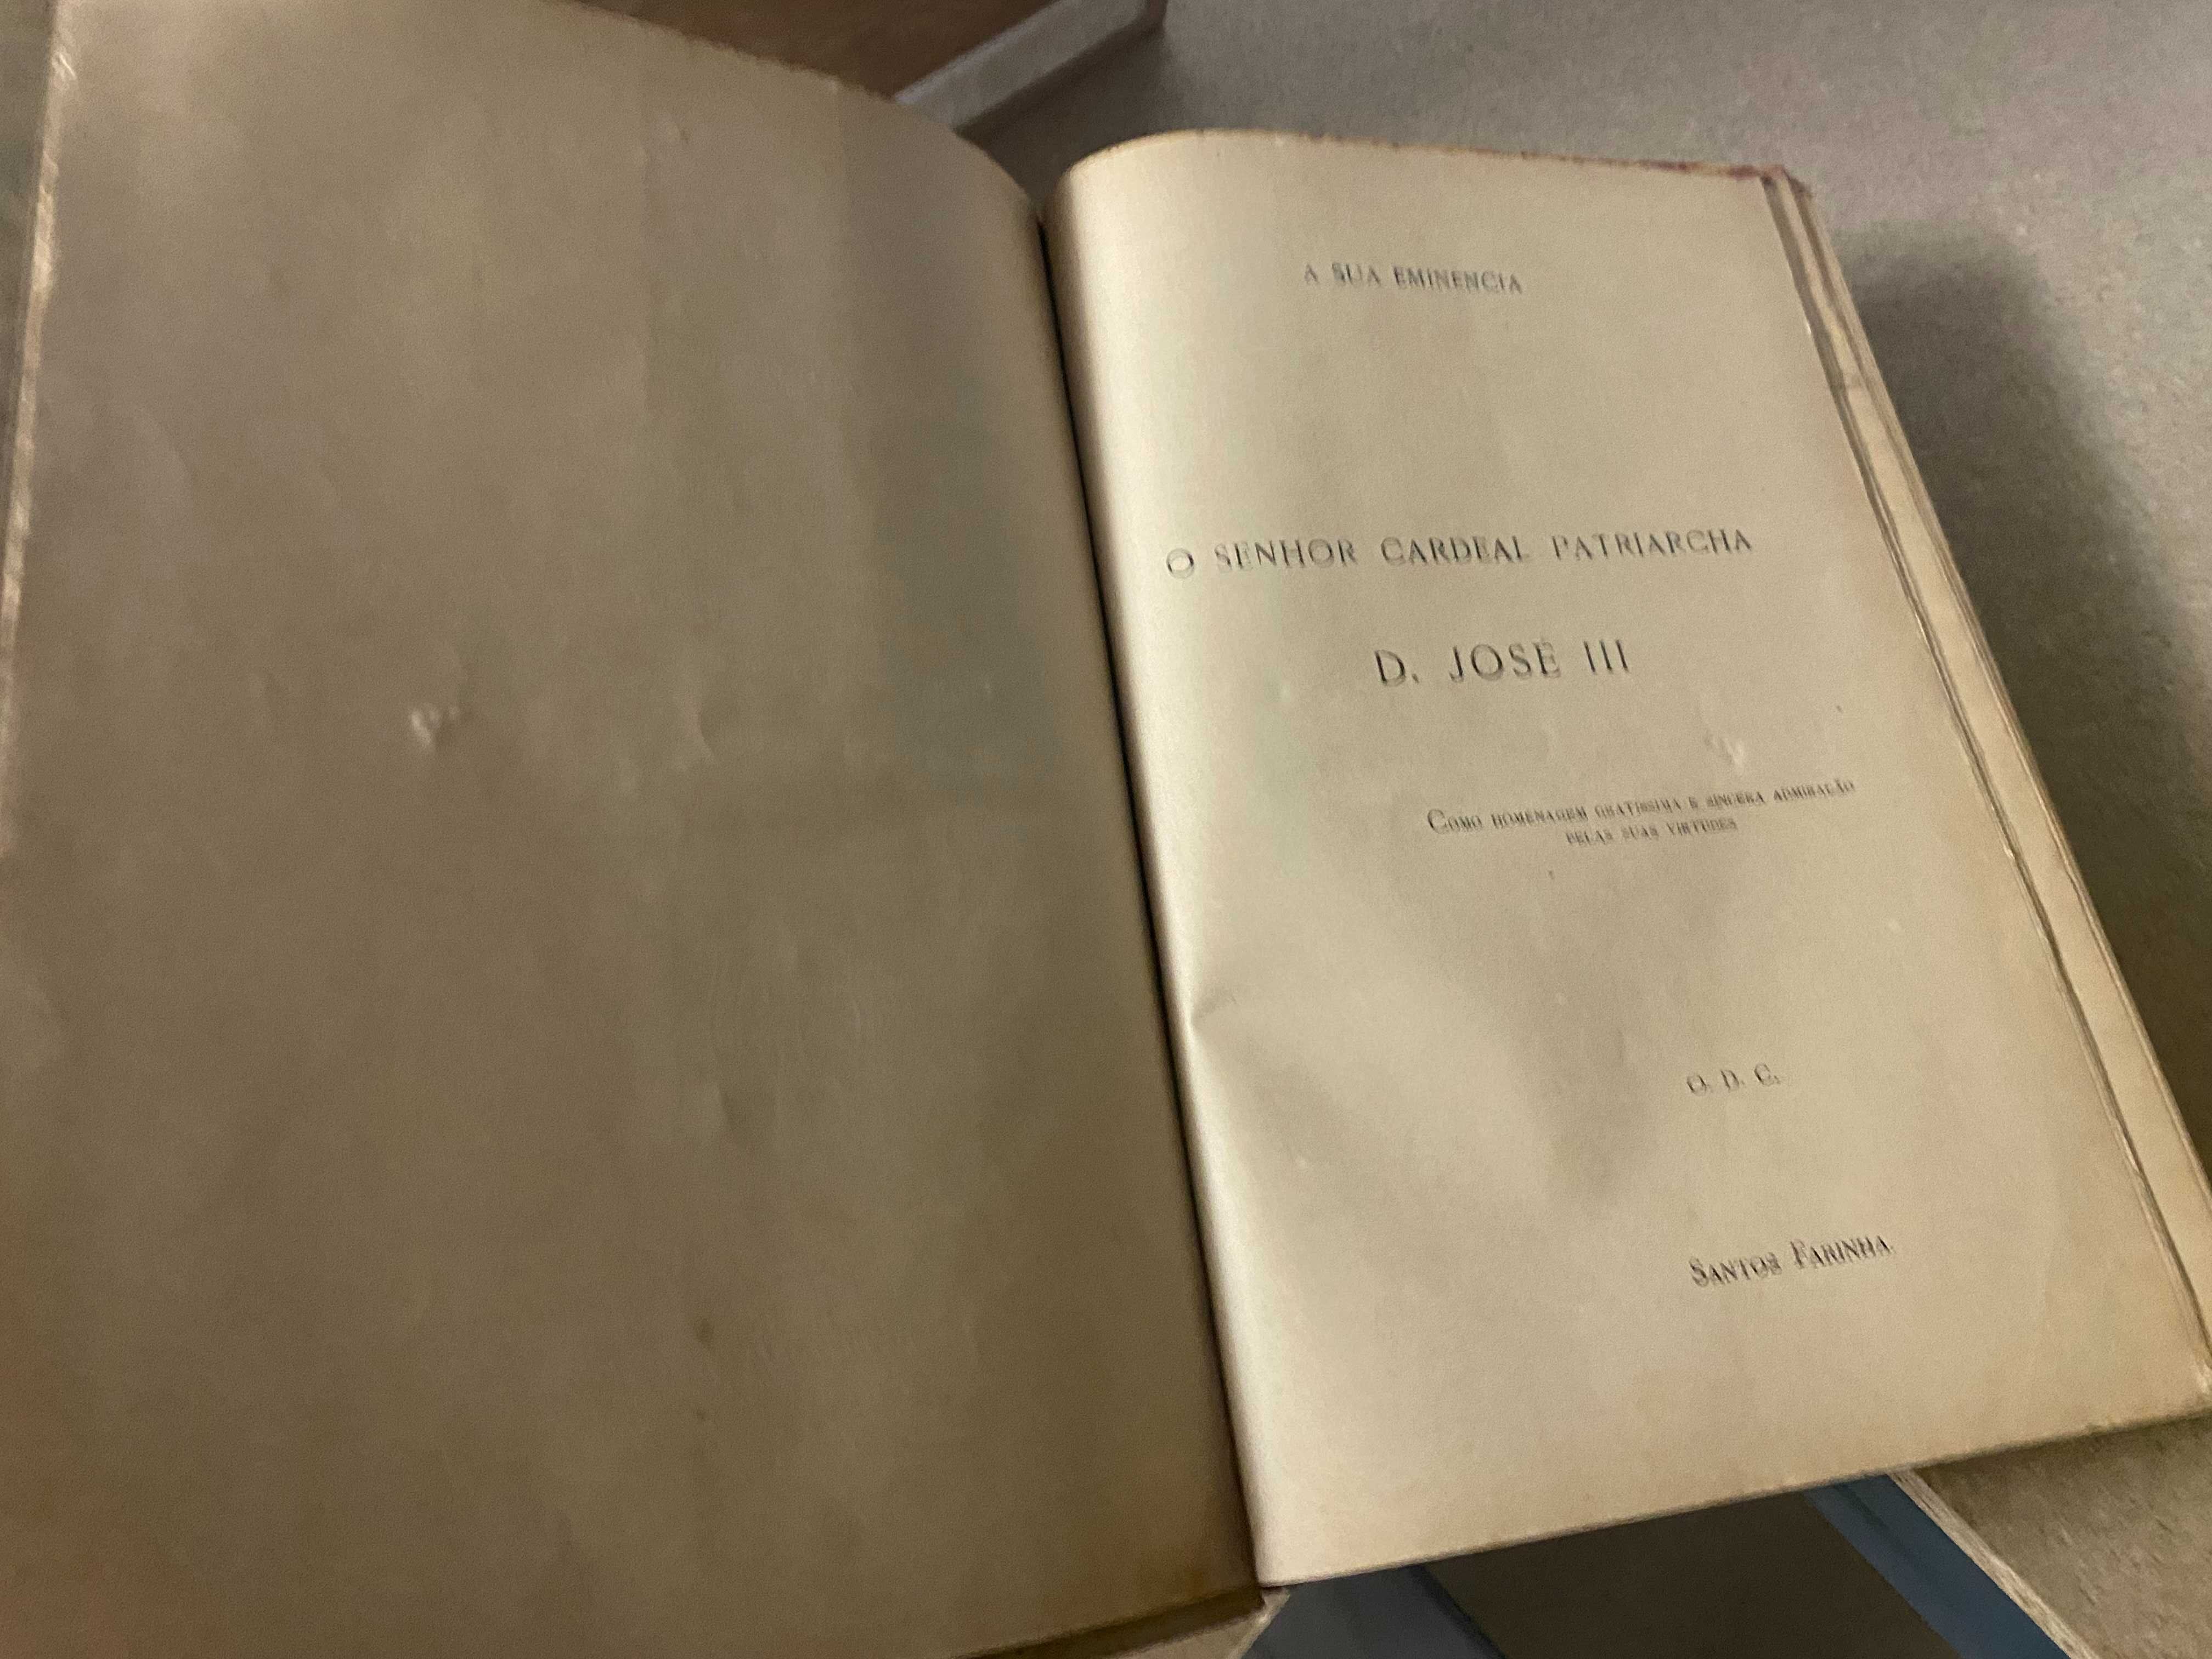 A SUA EMINENCIA
O SENHOR CARDEAL PATRIARCHA
D. JOSÉ III
COMO HOMENAGEM GRATISSIMA E SINCERA ADMIRAÇÃO
PELAS SUAS VIRTUDES
O. D. C.
SANTOS FARINHA.